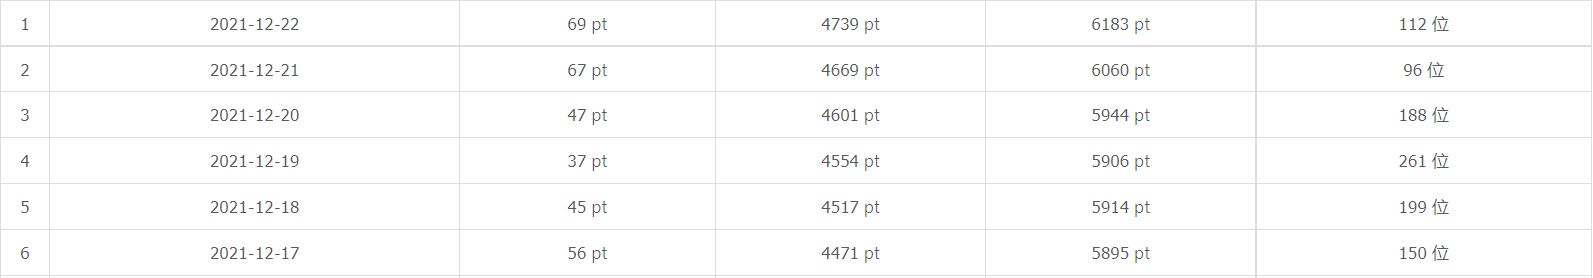 1 2021-12-22 69 pt 4739 pt 6183 pt 112 位
2 2021-12-21 67 pt 4669 pt 6060 pt 96 位
3 2021-12-20 47 pt 4601 pt 5944 pt 188 位
4 2021-12-19 37 pt 4554 pt 5906 pt 261 位
5 2021-12-18 45 pt 4517 pt 5914 pt 199 位
6 2021-12-17 56 pt 4471 pt 5895 pt 150 位